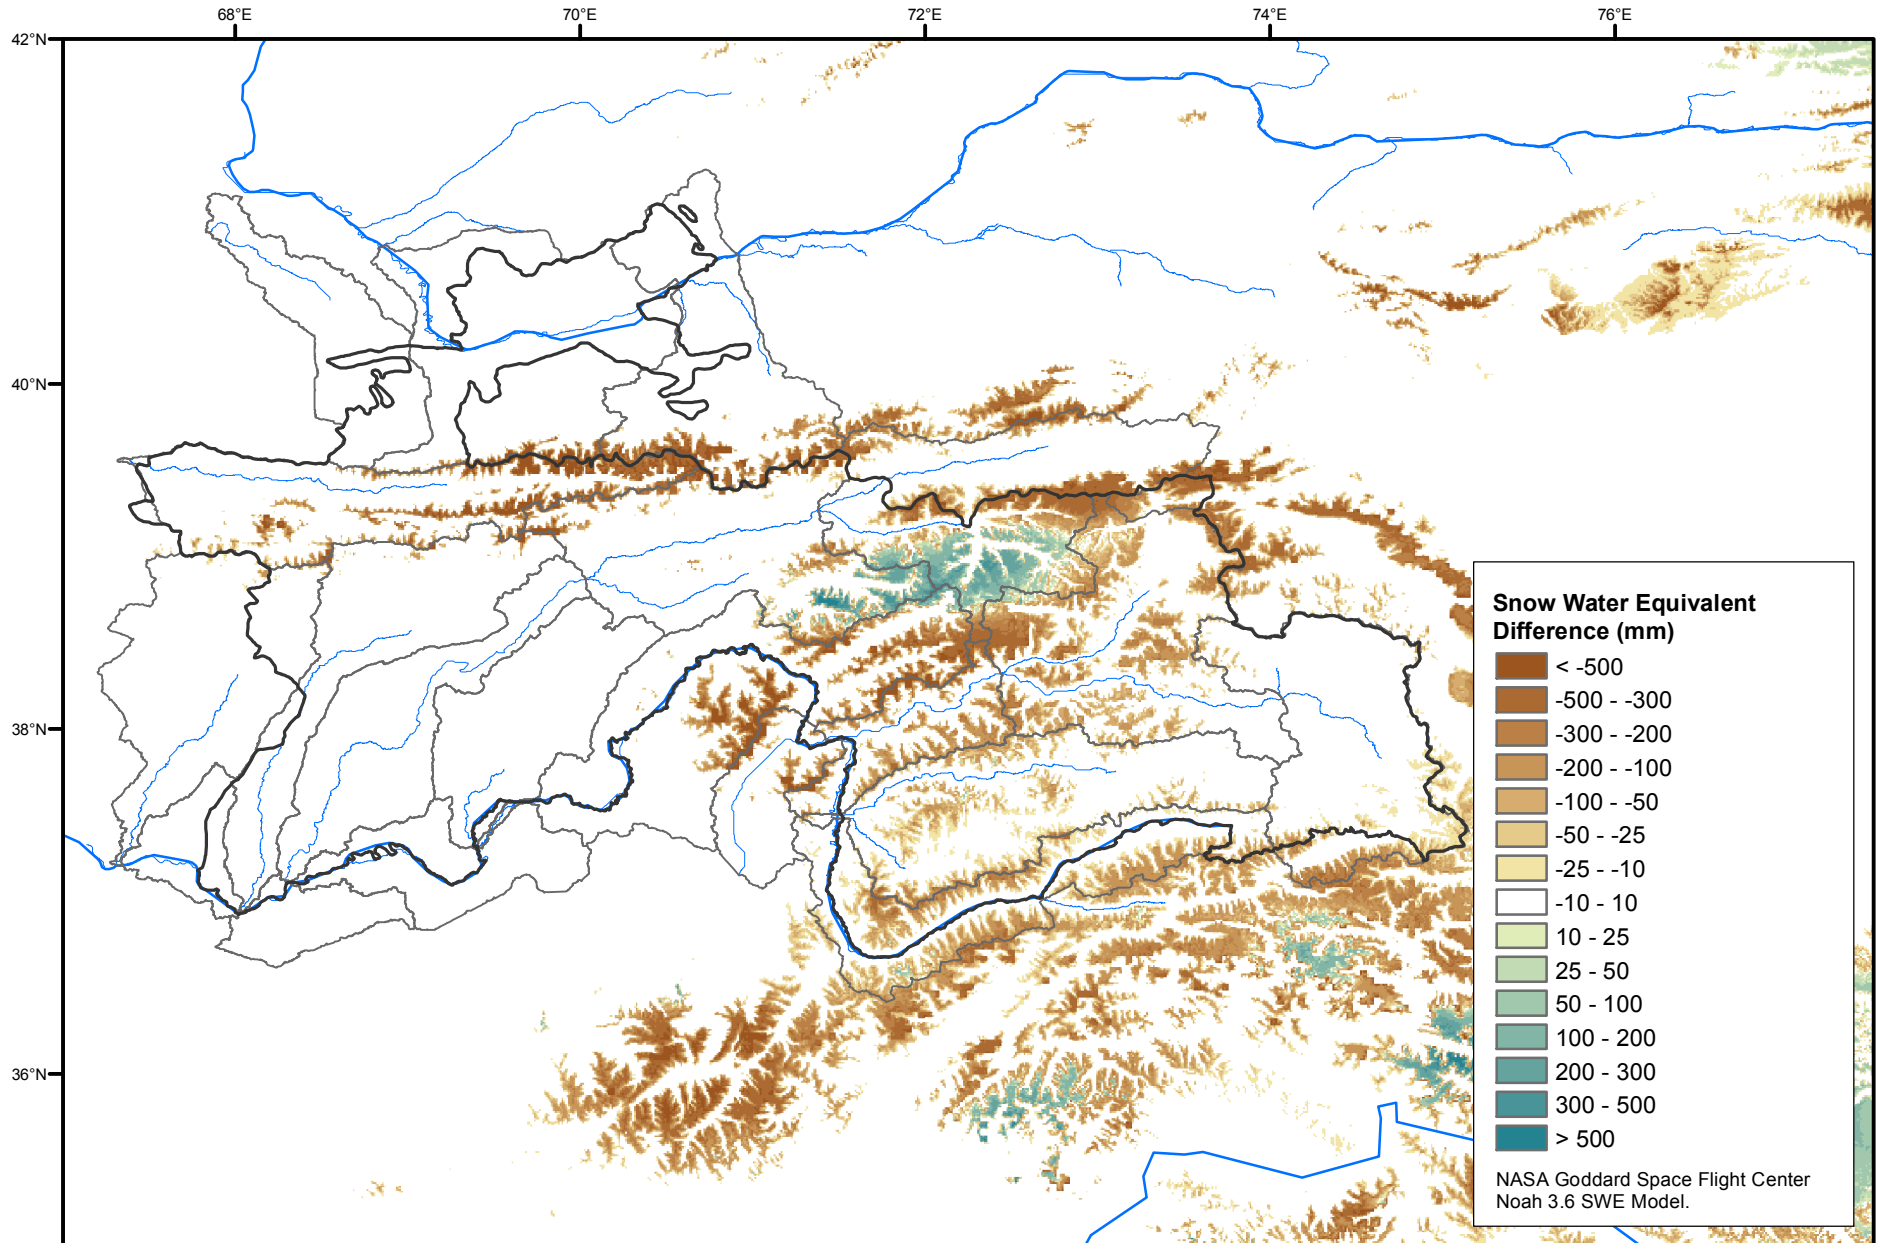 68°E 70°E 72°E 74°E 76°E
42°N
40°N
38°N
36°N
Snow Water Equivalent
Difference (mm)
< -500
-500 - -300
-300 - -200
-200 - -100
-100 - -50
-50 - -25
-25 - -10
-10 - 10
10 - 25
25 - 50
50 - 100
100 - 200
200 - 300
300 - 500
> 500
NASA Goddard Space Flight Center
Noah 3.6 SWE Model.